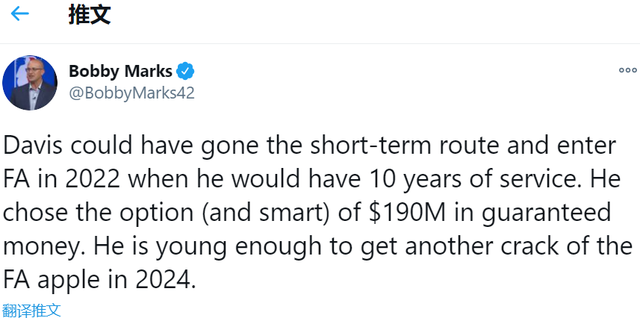 推文
Bobby Marks
@BobbyMarks42
Davis could have gone the short-term route and enter
FA in 2022 when he would have 10 years of service. He
chose the option (and smart) of $190M in guaranteed
money. He is young enough to get another crack of the
FA apple in 2024.
翻译推文